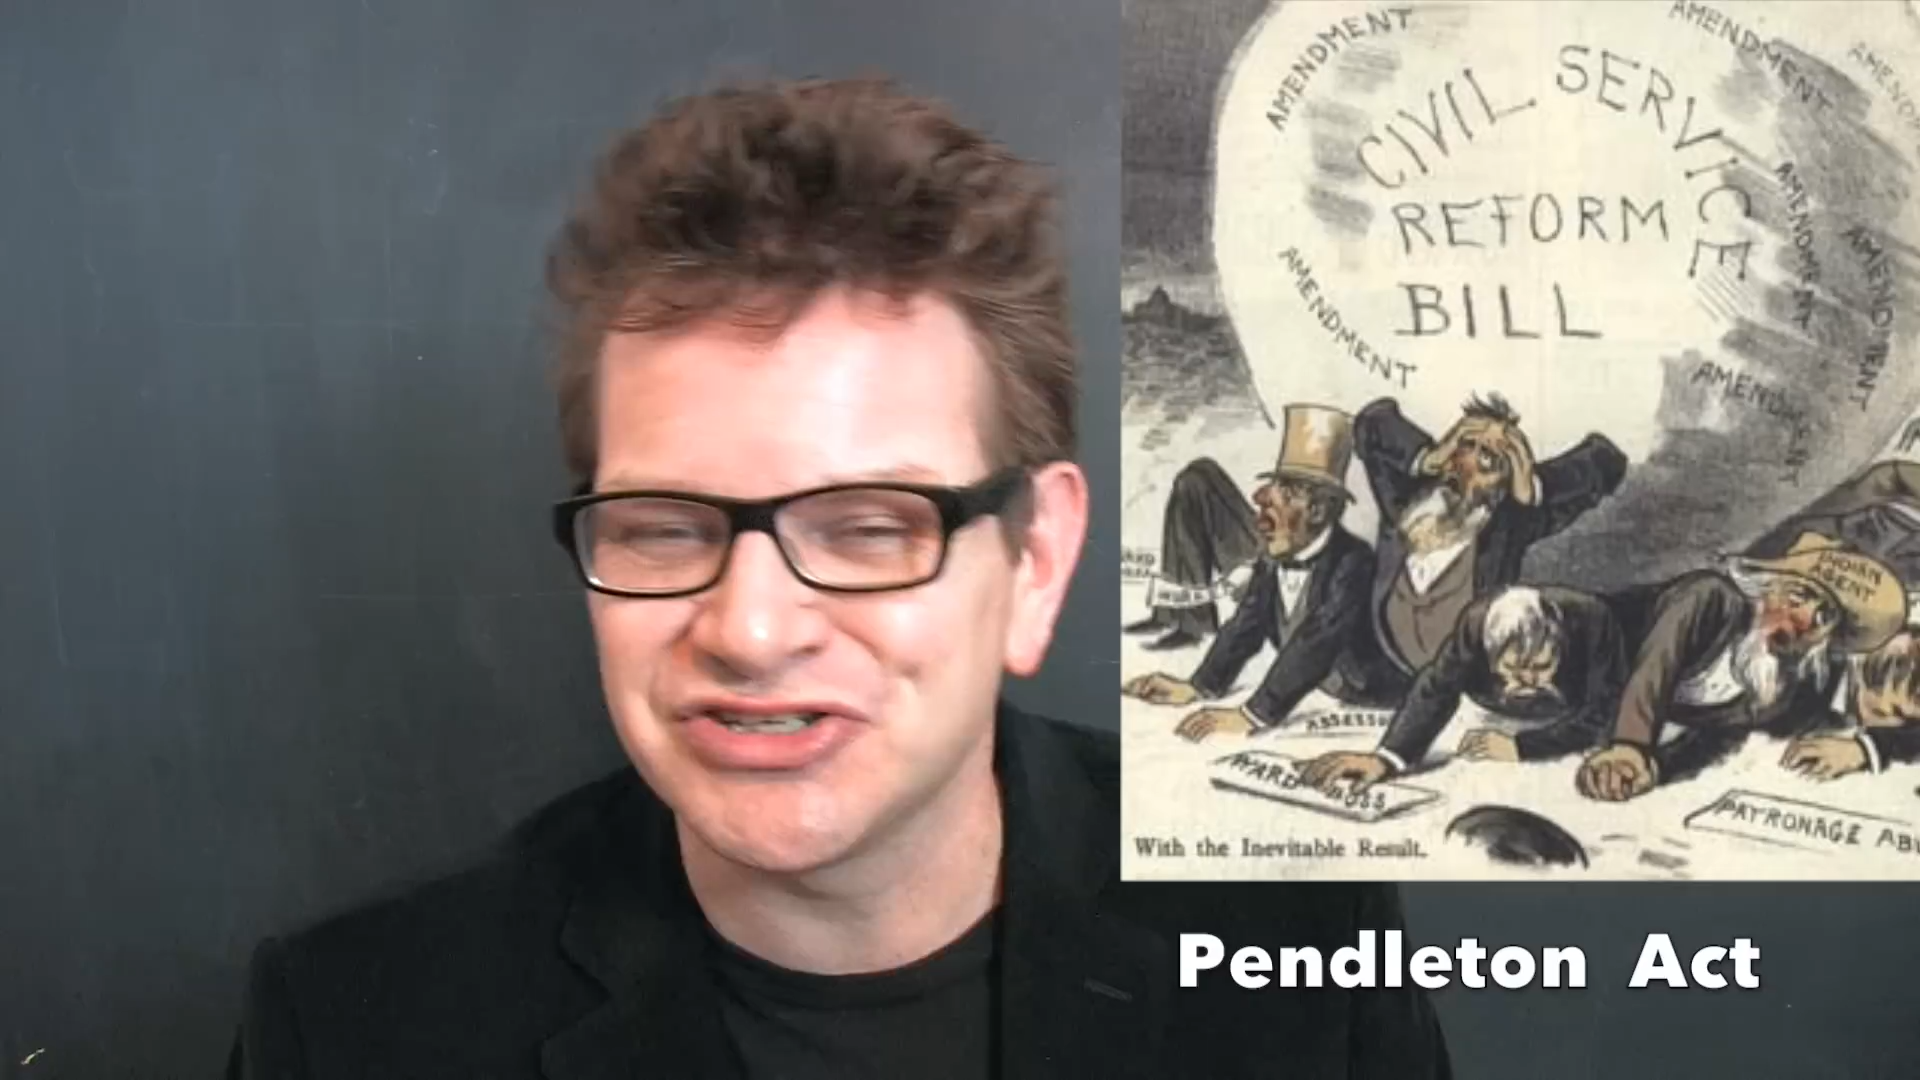 AMENDMENT
AMENDMENT
CIVIL SERVICE
REFORM
BILL
AMENDMENT
AMENDMENT
AMENDMENT
INDIAN
AGENT
WARD BOSS
With the Inevitable Result.
PATRONAGE
Pendleton Act